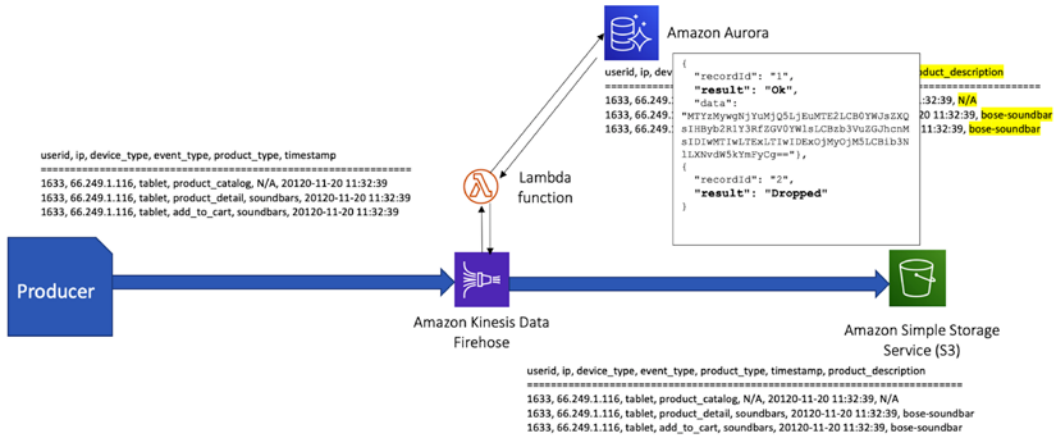 Amazon Aurora
userid, ip, dev
oduct_description
==========
1633, 66.249.1.
:32:39, N/A
1633, 66.249.1.
20 11:32:39, bose-soundbar
1633, 66.249.1.
11:32:39, bose-soundbar
{
"recordId": "1",
"result": "Ok",
"data":
"MTYzMywgNjYuMjQ5LjEuMTE2LCB0YWJsZXQ
sIHByb2R1Y3RfZGV0YWlsLCBzb3VuZGJhcnM
sIDIwMTIwLTExLTIwIDExOjMyOjM5LCBib3N
lLXNvdW5kYmFyCg=="},
{
"recordId": "2",
"result": "Dropped"
}
userid, ip, device_type, event_type, product_type, timestamp
==========
1633, 66.249.1.116, tablet, product_catalog, N/A, 20120-11-20 11:32:39
1633, 66.249.1.116, tablet, product_detail, soundbars, 20120-11-20 11:32:39
1633, 66.249.1.116, tablet, add_to_cart, soundbars, 20120-11-20 11:32:39
Lambda
function
Producer
Amazon Kinesis Data
Firehose
Amazon Simple Storage
Service (S3)
userid, ip, device_type, event_type, product_type, timestamp, product_description
==========
1633, 66.249.1.116, tablet, product_catalog, N/A, 20120-11-20 11:32:39, N/A
1633, 66.249.1.116, tablet, product_detail, soundbars, 20120-11-20 11:32:39, bose-soundbar
1633, 66.249.1.116, tablet, add_to_cart, soundbars, 20120-11-20 11:32:39, bose-soundbar